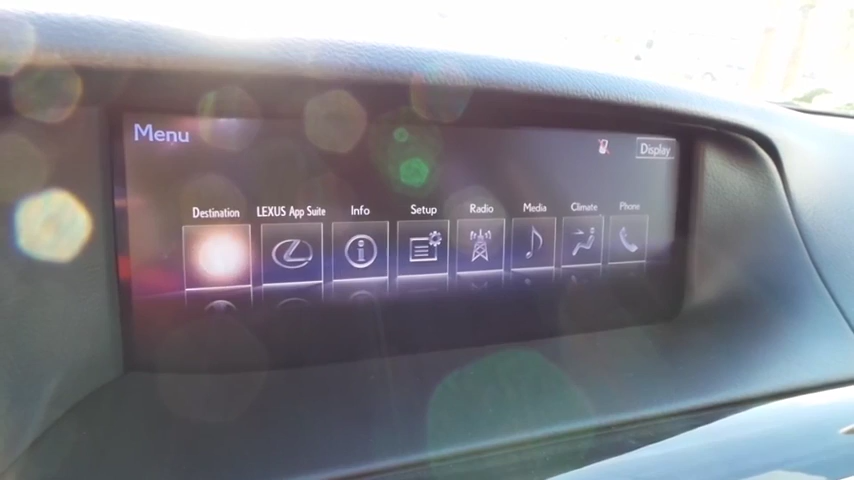 Menu
Display
Destination LEXUS App Suite Info Setup Radio Media Climate Phone